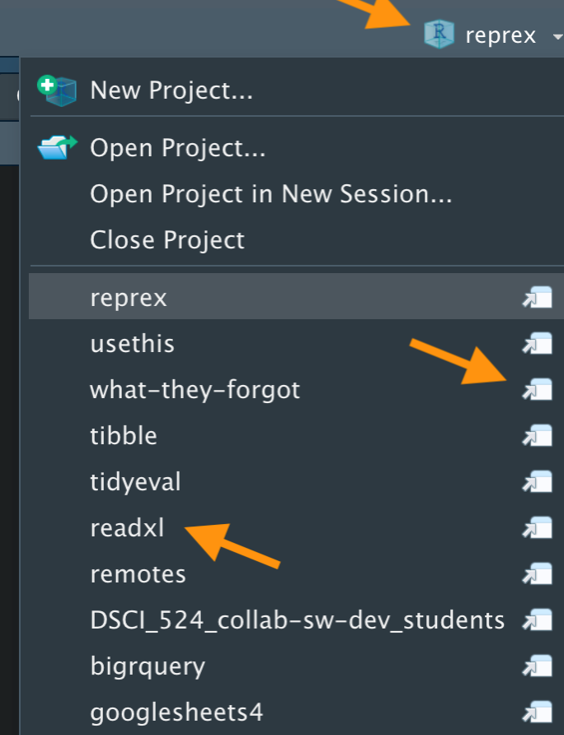 R reprex
New Project...
Open Project...
Open Project in New Session...
Close Project
reprex
usethis
what-they-forgot
tibble
tidyeval
readxl
remotes
DSCI_524_collab-sw-dev_students
bigrquery
googlesheets4